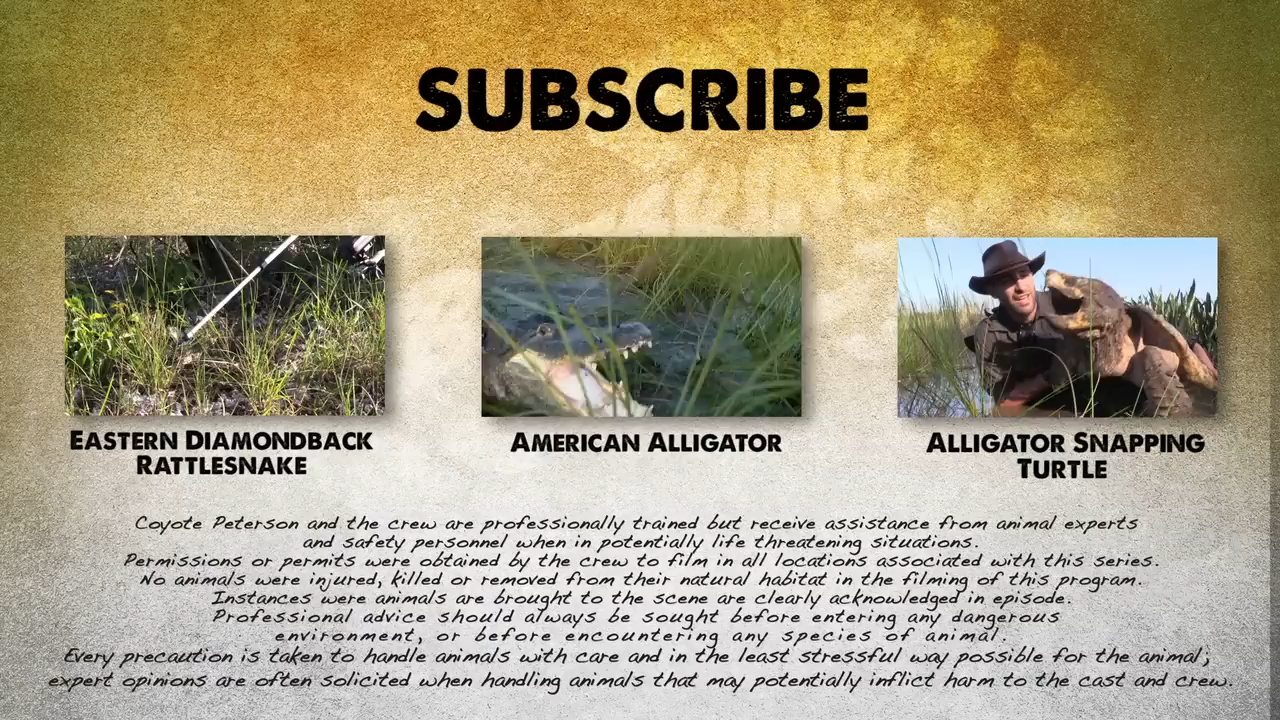 SUBSCRIBE
EASTERN DIAMONDBACK
RATTLESNAKE
AMERICAN ALLIGATOR
ALLIGATOR SNAPPING
TURTLE
Coyote Peterson and the crew are professionally trained but receive assistance from animal experts
and safety personnel when in potentially life threatening situations.
Permissions or permits were obtained by the crew to film in all locations associated with this series.
No animals were injured, killed or removed from their natural habitat in the filming of this program.
Instances were animals are brought to the scene are clearly acknowledged in episode.
Professional advice should always be sought before entering any dangerous
environment, or before encountering any species of animal.
Every precaution is taken to handle animals with care and in the least stressful way possible for the animal;
expert opinions are often solicited when handling animals that may potentially inflict harm to the cast and crew.